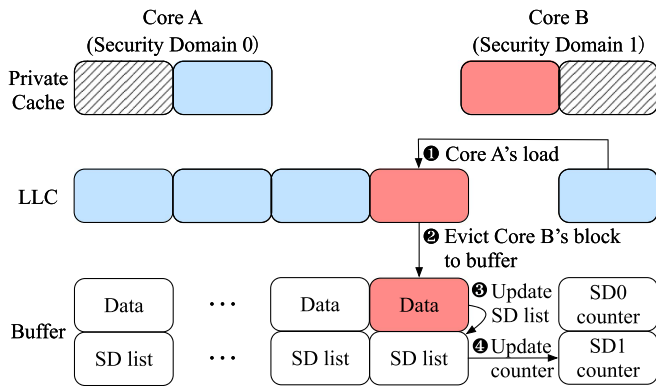 Core A
(Security Domain 0)
Core B
(Security Domain 1)
Private
Cache
❶ Core A's load
LLC
❷ Evict Core B's block
to buffer
Buffer
Data
...
Data
Data
❸ Update
SD list
SD0
counter
SD list
...
SD list
SD list
❹ Update
counter
SD1
counter